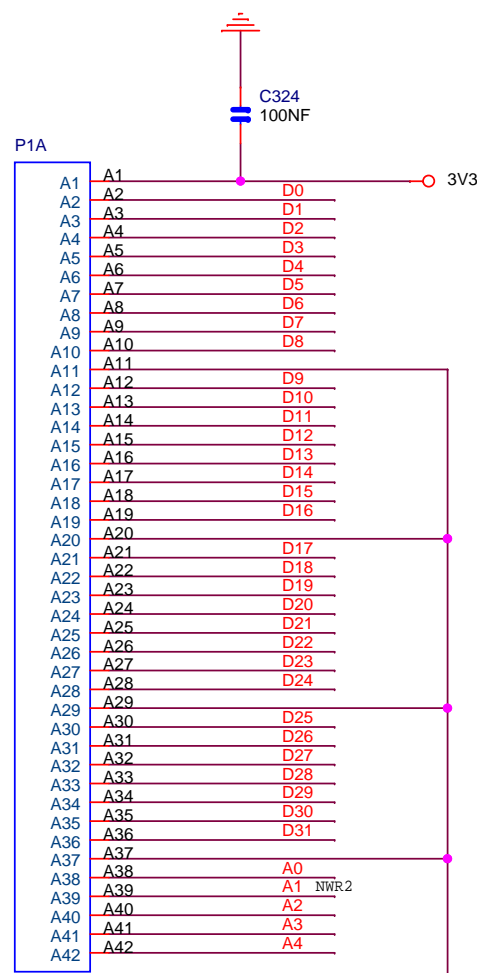 C324
100NF
P1A
A1 A1 3V3
A2 A2 D0
A3 A3 D1
A4 A4 D2
A5 A5 D3
A6 A6 D4
A7 A7 D5
A8 A8 D6
A9 A9 D7
A10 A10 D8
A11 A11
A12 A12 D9
A13 A13 D10
A14 A14 D11
A15 A15 D12
A16 A16 D13
A17 A17 D14
A18 A18 D15
A19 A19 D16
A20 A20
A21 A21 D17
A22 A22 D18
A23 A23 D19
A24 A24 D20
A25 A25 D21
A26 A26 D22
A27 A27 D23
A28 A28 D24
A29 A29
A30 A30 D25
A31 A31 D26
A32 A32 D27
A33 A33 D28
A34 A34 D29
A35 A35 D30
A36 A36 D31
A37 A37
A38 A38 A0
A39 A39 A1 NWR2
A40 A40 A2
A41 A41 A3
A42 A42 A4